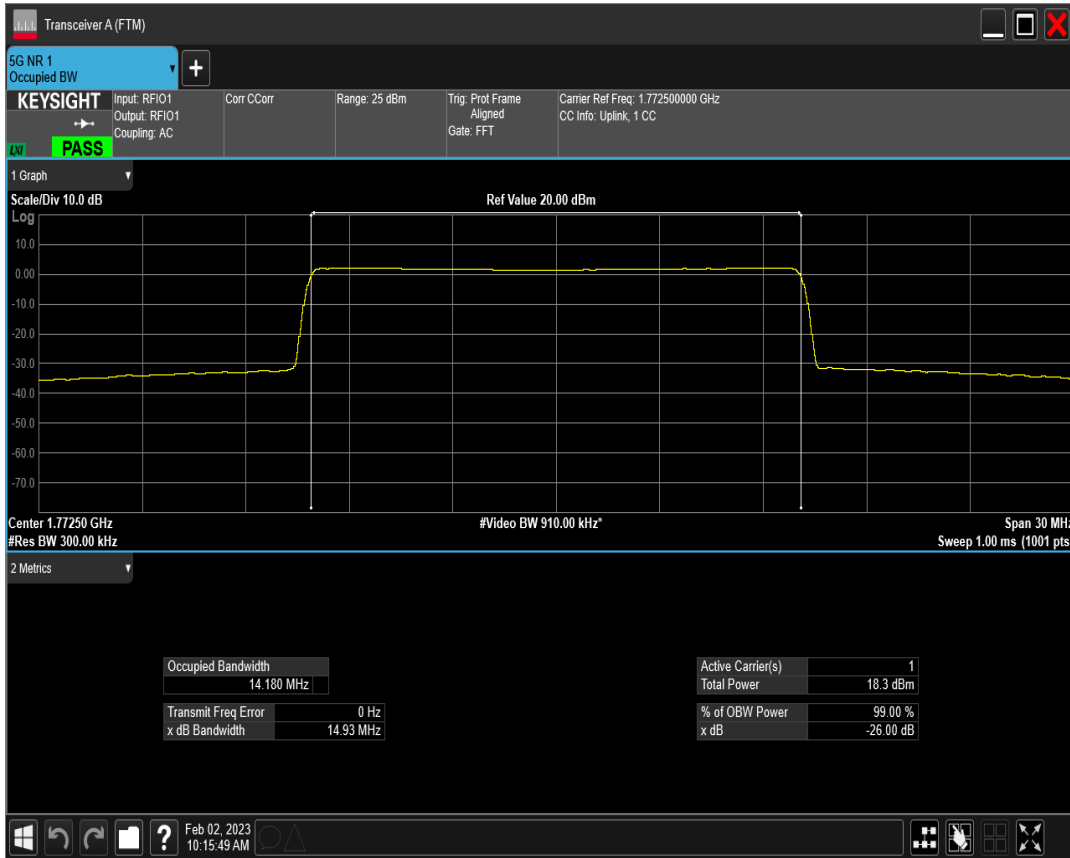 Transceiver A (FTM)
5G NR 1
Occupied BW
+
KEYSIGHT
LXI
PASS
Input: RFIO1
Output: RFIO1
Coupling: AC
Corr CCorr
Range: 25 dBm
Trig: Prot Frame
Aligned
Gate: FFT
Carrier Ref Freq: 1.772500000 GHz
CC Info: Uplink, 1 CC
1 Graph
Scale/Div 10.0 dB
Ref Value 20.00 dBm
Log
10.0
0.00
-10.0
-20.0
-30.0
-40.0
-50.0
-60.0
-70.0
Center 1.77250 GHz
#Video BW 910.00 kHz*
Span 30 MHz
#Res BW 300.00 kHz
Sweep 1.00 ms (1001 pts
2 Metrics
Occupied Bandwidth
14.180 MHz
Transmit Freq Error 0 Hz
x dB Bandwidth 14.93 MHz
Active Carrier(s) 1
Total Power 18.3 dBm
% of OBW Power 99.00 %
x dB -26.00 dB
?
Feb 02, 2023
10:15:49 AM